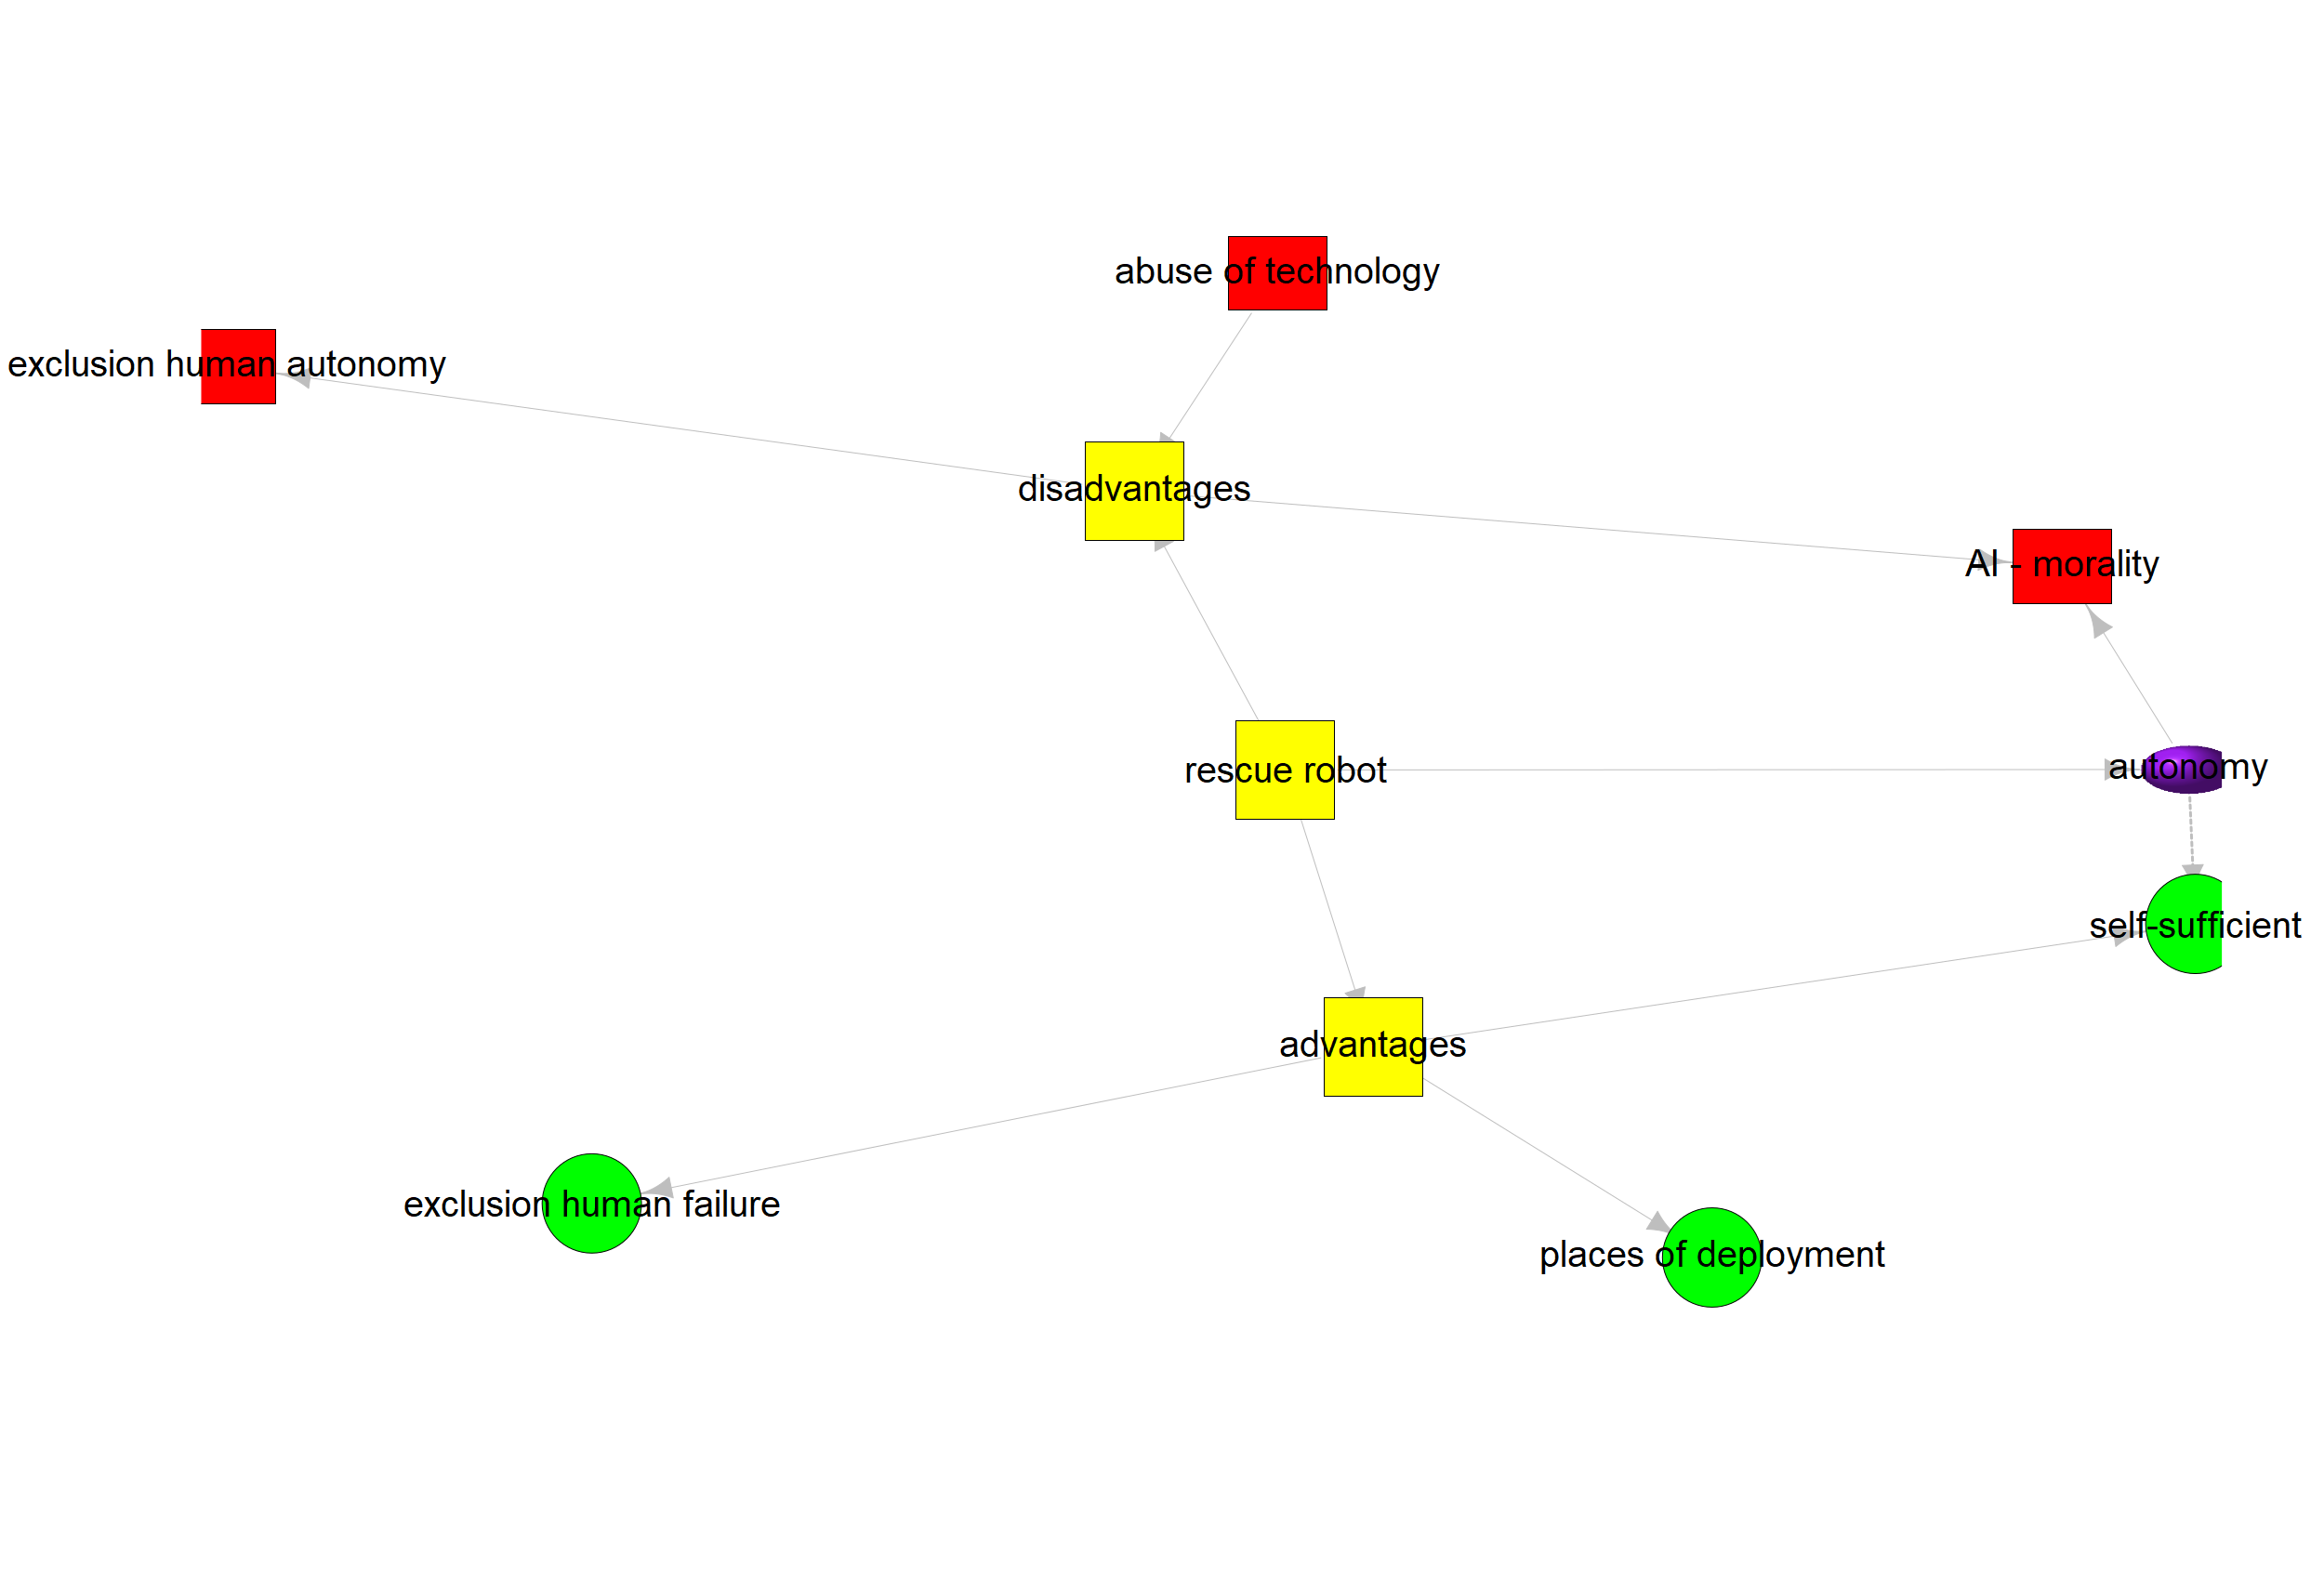 abuse of technology
exclusion human autonomy
disadvantages
AI - morality
rescue robot
autonomy
self-sufficient
advantages
exclusion human failure
places of deployment